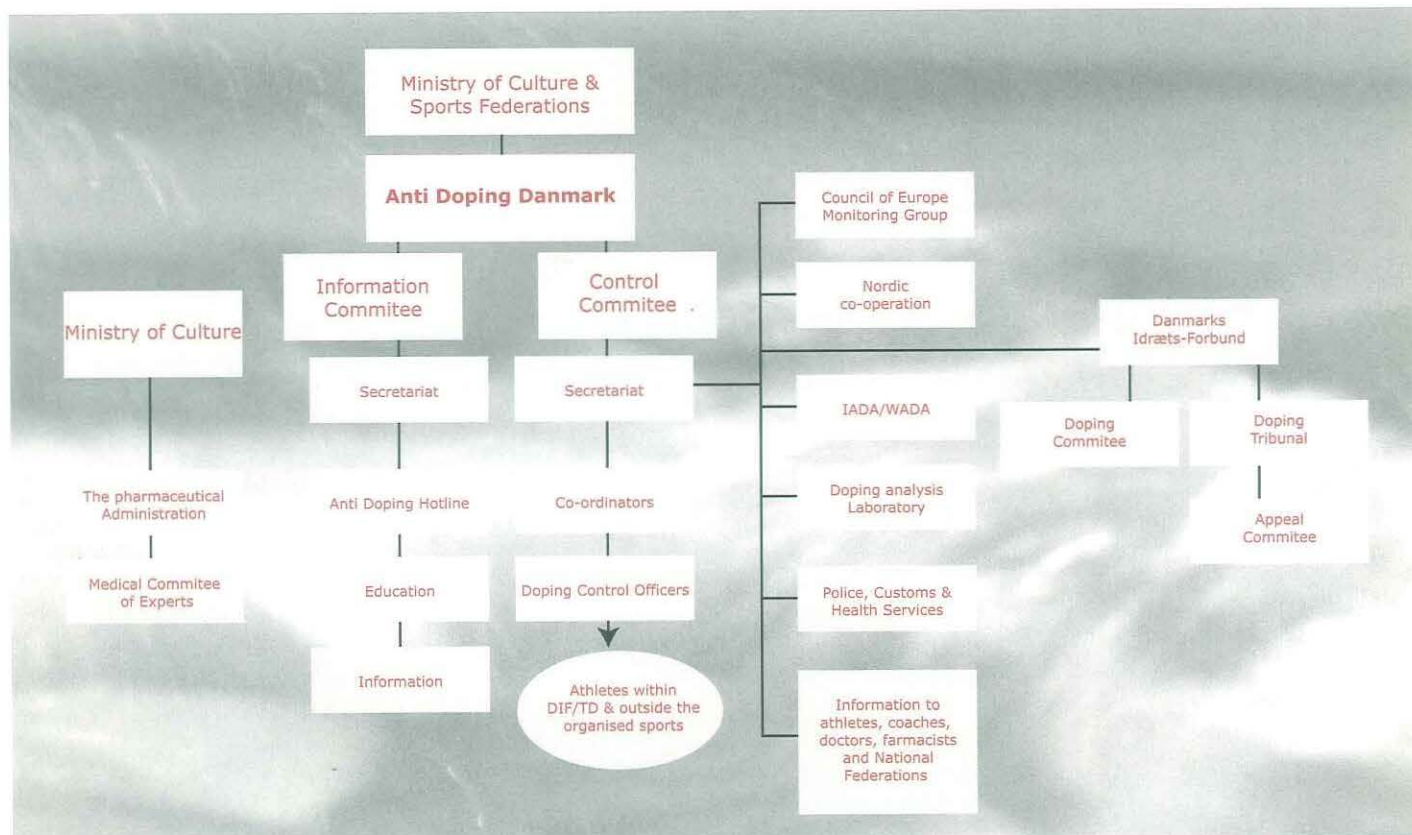 Ministry of Culture &
Sports Federations
Anti Doping Danmark
Information
Commitee
Control
Commitee
Ministry of Culture
Secretariat
Secretariat
The pharmaceutical
Administration
Anti Doping Hotline
Co-ordinators
Medical Commitee
of Experts
Education
Doping Control Officers
Information
Athletes within
DIF/TD & outside the
organised sports
Council of Europe
Monitoring Group
Nordic
co-operation
Danmarks
Idræts-Forbund
IADA/WADA
Doping
Commitee
Doping
Tribunal
Doping analysis
Laboratory
Appeal
Commitee
Police, Customs &
Health Services
Information to
athletes, coaches,
doctors, farmacists
and National
Federations